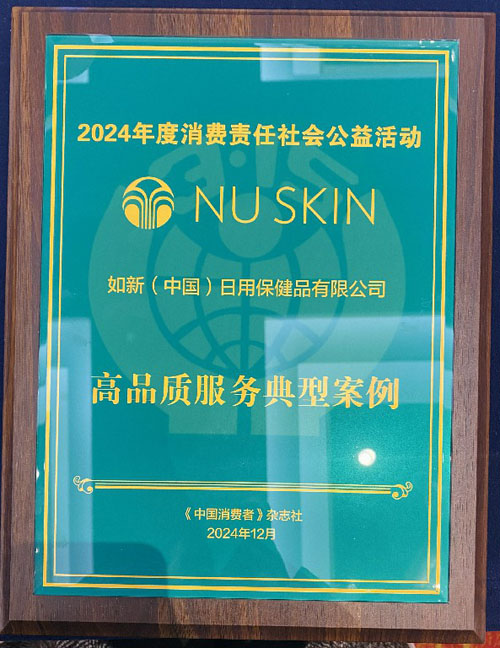 2024年度消费责任社会公益活动
NU SKIN
如新（中国）日用保健品有限公司
高品质服务典型案例
《中国消费者》杂志社
2024年12月